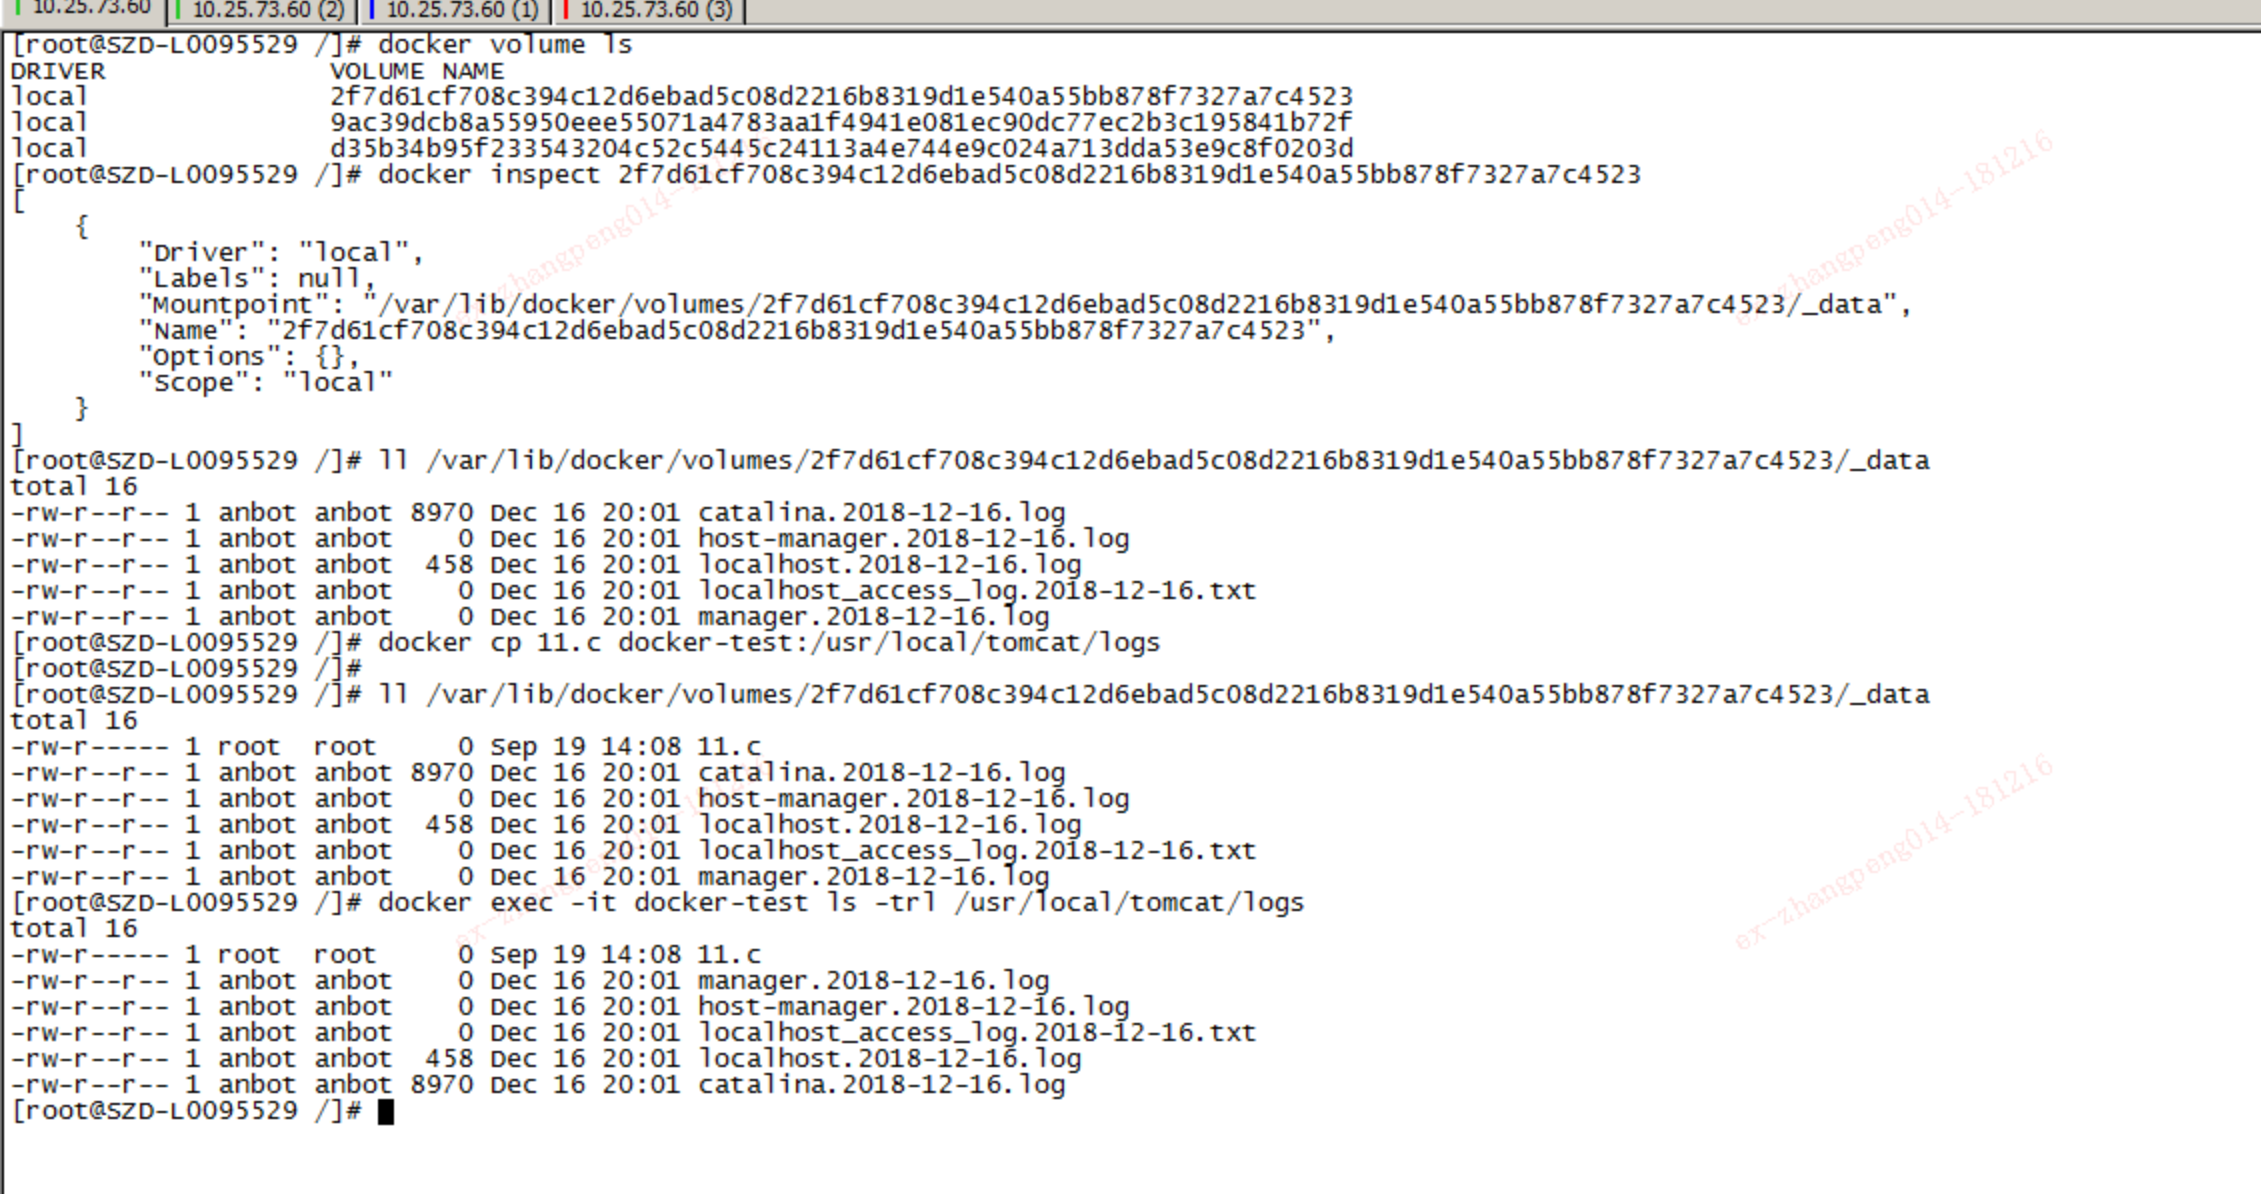 10.25.73.60 10.25.73.60 (2) 10.25.73.60 (1) 10.25.73.60 (3)
[root@SZD-L0095529 /]# docker volume ls
DRIVER              VOLUME NAME
local               2f7d61cf708c394c12d6ebad5c08d2216b8319d1e540a55bb878f7327a7c4523
local               9ac39dcb8a55950eee55071a4783aa1f4941e081ec90dc77ec2b3c195841b72f
local               d35b34b95f233543204c52c5445c24113a4e744e9c024a713dda53e9c8f0203d
[root@SZD-L0095529 /]# docker inspect 2f7d61cf708c394c12d6ebad5c08d2216b8319d1e540a55bb878f7327a7c4523
[
    {
        "Driver": "local",
        "Labels": null,
        "Mountpoint": "/var/lib/docker/volumes/2f7d61cf708c394c12d6ebad5c08d2216b8319d1e540a55bb878f7327a7c4523/_data",
        "Name": "2f7d61cf708c394c12d6ebad5c08d2216b8319d1e540a55bb878f7327a7c4523",
        "Options": {},
        "Scope": "local"
    }
]
[root@SZD-L0095529 /]# ll /var/lib/docker/volumes/2f7d61cf708c394c12d6ebad5c08d2216b8319d1e540a55bb878f7327a7c4523/_data
total 16
-rw-r--r-- 1 anbot anbot 8970 Dec 16 20:01 catalina.2018-12-16.log
-rw-r--r-- 1 anbot anbot    0 Dec 16 20:01 host-manager.2018-12-16.log
-rw-r--r-- 1 anbot anbot  458 Dec 16 20:01 localhost.2018-12-16.log
-rw-r--r-- 1 anbot anbot    0 Dec 16 20:01 localhost_access_log.2018-12-16.txt
-rw-r--r-- 1 anbot anbot    0 Dec 16 20:01 manager.2018-12-16.log
[root@SZD-L0095529 /]# docker cp 11.c docker-test:/usr/local/tomcat/logs
[root@SZD-L0095529 /]#
[root@SZD-L0095529 /]# ll /var/lib/docker/volumes/2f7d61cf708c394c12d6ebad5c08d2216b8319d1e540a55bb878f7327a7c4523/_data
total 16
-rw-r----- 1 root  root     0 Sep 19 14:08 11.c
-rw-r--r-- 1 anbot anbot 8970 Dec 16 20:01 catalina.2018-12-16.log
-rw-r--r-- 1 anbot anbot    0 Dec 16 20:01 host-manager.2018-12-16.log
-rw-r--r-- 1 anbot anbot  458 Dec 16 20:01 localhost.2018-12-16.log
-rw-r--r-- 1 anbot anbot    0 Dec 16 20:01 localhost_access_log.2018-12-16.txt
-rw-r--r-- 1 anbot anbot    0 Dec 16 20:01 manager.2018-12-16.log
[root@SZD-L0095529 /]# docker exec -it docker-test ls -trl /usr/local/tomcat/logs
total 16
-rw-r----- 1 root  root     0 Sep 19 14:08 11.c
-rw-r--r-- 1 anbot anbot    0 Dec 16 20:01 manager.2018-12-16.log
-rw-r--r-- 1 anbot anbot    0 Dec 16 20:01 host-manager.2018-12-16.log
-rw-r--r-- 1 anbot anbot    0 Dec 16 20:01 localhost_access_log.2018-12-16.txt
-rw-r--r-- 1 anbot anbot  458 Dec 16 20:01 localhost.2018-12-16.log
-rw-r--r-- 1 anbot anbot 8970 Dec 16 20:01 catalina.2018-12-16.log
[root@SZD-L0095529 /]#
ex-zhangpeng014-181216
ex-zhangpeng014-181216
ex-zhangpeng014-181216
ex-zhangpeng014-181216